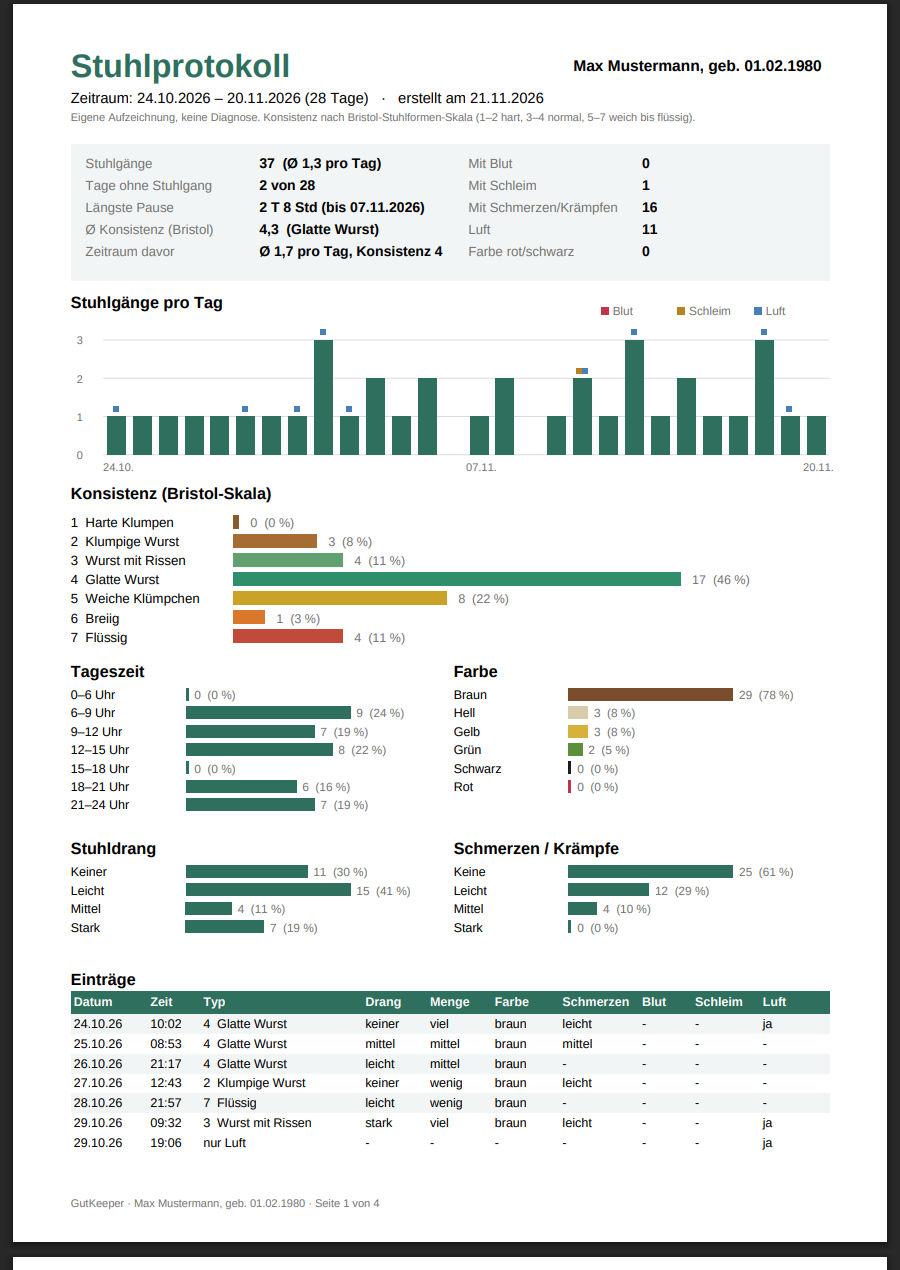 Stuhlprotokoll
Max Mustermann, geb. 01.02.1980
Zeitraum: 24.10.2026 – 20.11.2026 (28 Tage)   ·   erstellt am 21.11.2026
Eigene Aufzeichnung, keine Diagnose. Konsistenz nach Bristol-Stuhlformen-Skala (1–2 hart, 3–4 normal, 5–7 weich bis flüssig).
Stuhlgänge 37  (Ø 1,3 pro Tag) Mit Blut 0
Tage ohne Stuhlgang 2 von 28 Mit Schleim 1
Längste Pause 2 T 8 Std (bis 07.11.2026) Mit Schmerzen/Krämpfen 16
Ø Konsistenz (Bristol) 4,3  (Glatte Wurst) Luft 11
Zeitraum davor Ø 1,7 pro Tag, Konsistenz 4 Farbe rot/schwarz 0
Stuhlgänge pro Tag
Blut Schleim Luft
3
2
1
0
24.10. 07.11. 20.11.
Konsistenz (Bristol-Skala)
1  Harte Klumpen 0  (0 %)
2  Klumpige Wurst 3  (8 %)
3  Wurst mit Rissen 4  (11 %)
4  Glatte Wurst 17  (46 %)
5  Weiche Klümpchen 8  (22 %)
6  Breiig 1  (3 %)
7  Flüssig 4  (11 %)
Tageszeit
0–6 Uhr 0  (0 %)
6–9 Uhr 9  (24 %)
9–12 Uhr 7  (19 %)
12–15 Uhr 8  (22 %)
15–18 Uhr 0  (0 %)
18–21 Uhr 6  (16 %)
21–24 Uhr 7  (19 %)
Farbe
Braun 29  (78 %)
Hell 3  (8 %)
Gelb 3  (8 %)
Grün 2  (5 %)
Schwarz 0  (0 %)
Rot 0  (0 %)
Stuhldrang
Keiner 11  (30 %)
Leicht 15  (41 %)
Mittel 4  (11 %)
Stark 7  (19 %)
Schmerzen / Krämpfe
Keine 25  (61 %)
Leicht 12  (29 %)
Mittel 4  (10 %)
Stark 0  (0 %)
Einträge
Datum Zeit Typ Drang Menge Farbe Schmerzen Blut Schleim Luft
24.10.26 10:02 4  Glatte Wurst keiner viel braun leicht - - ja
25.10.26 08:53 4  Glatte Wurst mittel mittel braun mittel - - -
26.10.26 21:17 4  Glatte Wurst leicht mittel braun - - - -
27.10.26 12:43 2  Klumpige Wurst keiner wenig braun leicht - - -
28.10.26 21:57 7  Flüssig leicht wenig braun - - - -
29.10.26 09:32 3  Wurst mit Rissen stark viel braun leicht - - ja
29.10.26 19:06 nur Luft - - - - - - ja
GutKeeper · Max Mustermann, geb. 01.02.1980 · Seite 1 von 4